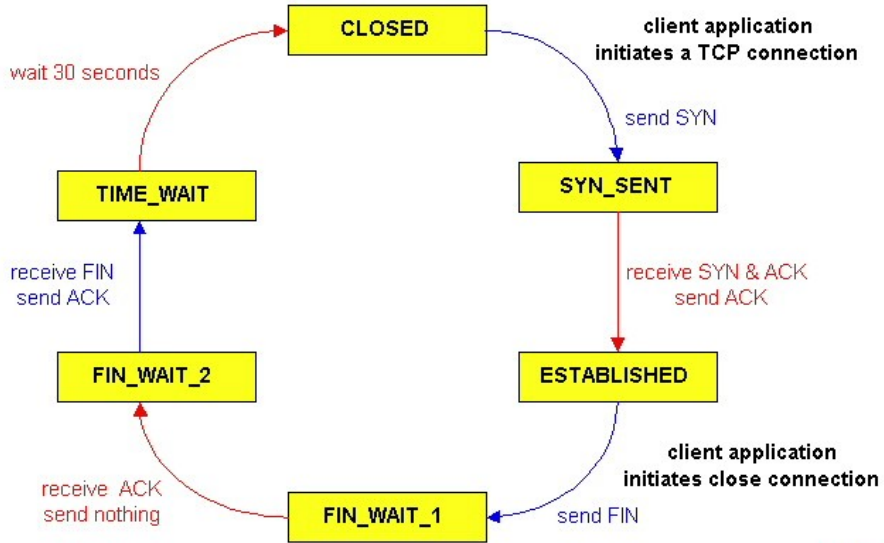 CLOSED
client application
initiates a TCP connection
send SYN
SYN_SENT
receive SYN & ACK
send ACK
ESTABLISHED
client application
initiates close connection
send FIN
FIN_WAIT_1
receive ACK
send nothing
FIN_WAIT_2
receive FIN
send ACK
TIME_WAIT
wait 30 seconds